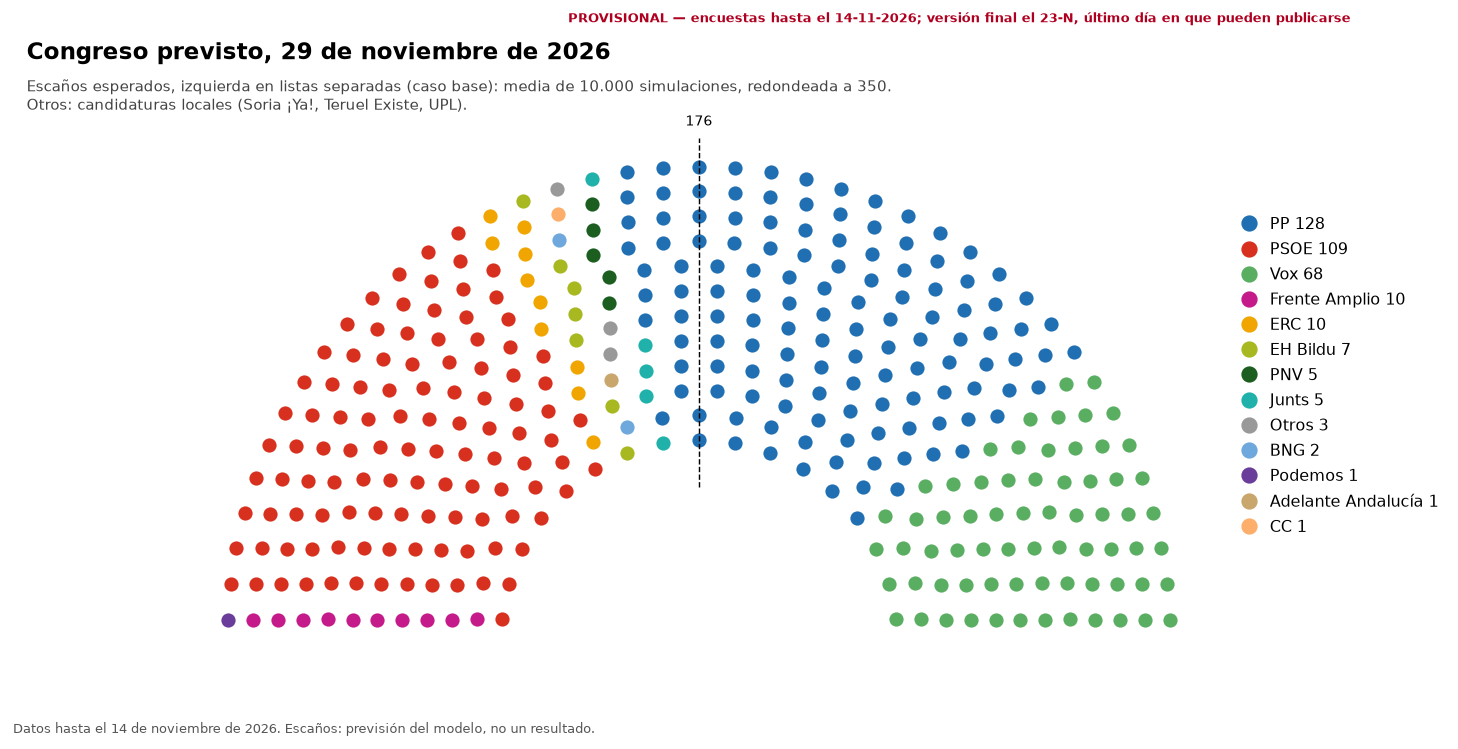 PROVISIONAL — encuestas hasta el 14-11-2026; versión final el 23-N, último día en que pueden publicarse
Congreso previsto, 29 de noviembre de 2026
Escaños esperados, izquierda en listas separadas (caso base): media de 10.000 simulaciones, redondeada a 350.
Otros: candidaturas locales (Soria ¡Ya!, Teruel Existe, UPL).
176
PP 128
PSOE 109
Vox 68
Frente Amplio 10
ERC 10
EH Bildu 7
PNV 5
Junts 5
Otros 3
BNG 2
Podemos 1
Adelante Andalucía 1
CC 1
Datos hasta el 14 de noviembre de 2026. Escaños: previsión del modelo, no un resultado.